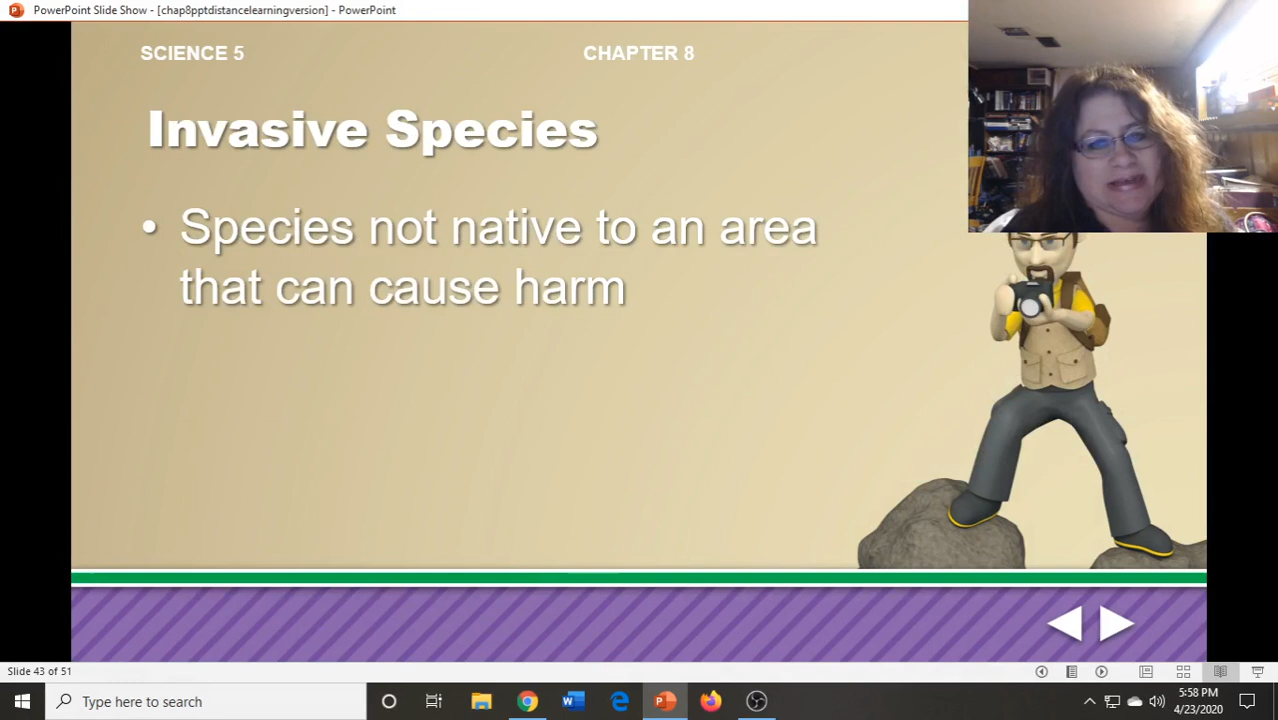 PowerPoint Slide Show - [chap8pptdistancelearningversion] - PowerPoint
SCIENCE 5
CHAPTER 8
Invasive Species
• Species not native to an area
that can cause harm
Slide 43 of 51
Type here to search
5:58 PM
4/23/2020